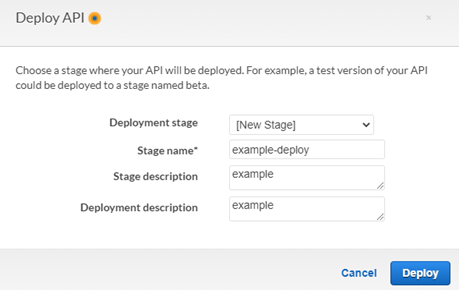 Deploy API
×
Choose a stage where your API will be deployed. For example, a test version of your API
could be deployed to a stage named beta.
Deployment stage [New Stage]
Stage name* example-deploy
Stage description example
Deployment description example
Cancel Deploy